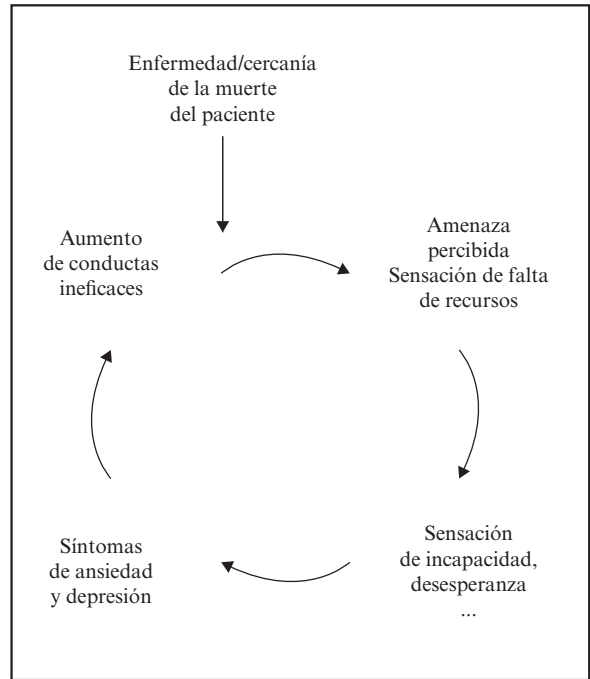 Enfermedad/cercanía
de la muerte
del paciente
Aumento
de conductas
ineficaces
Amenaza
percibida
Sensación de falta
de recursos
Sensación
de incapacidad,
desesperanza
...
Síntomas
de ansiedad
y depresión